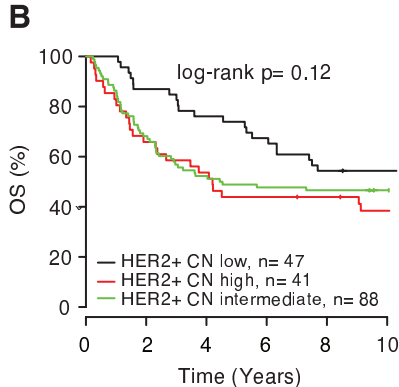 B
log-rank p= 0.12
100
80
60
40
20
0
OS (%)
HER2+ CN low, n= 47
HER2+ CN high, n= 41
HER2+ CN intermediate, n= 88
0 2 4 6 8 10
Time (Years)